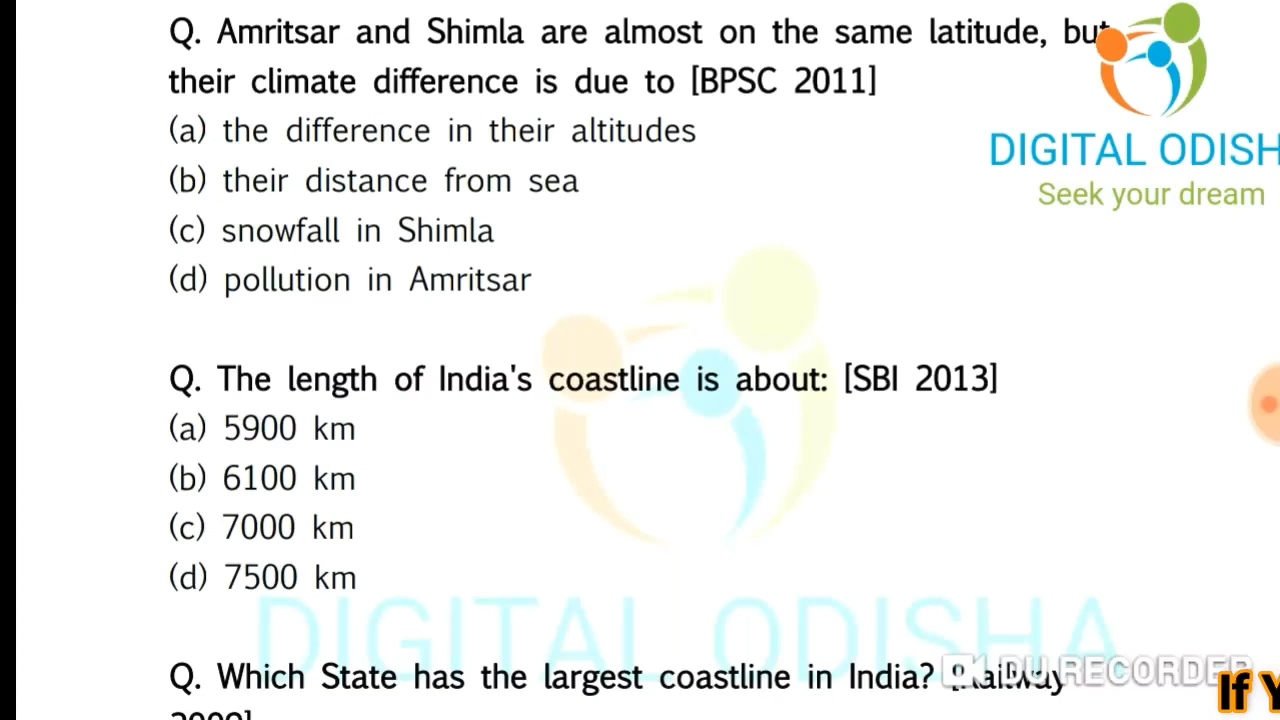 Q. Amritsar and Shimla are almost on the same latitude, but
their climate difference is due to [BPSC 2011]
(a) the difference in their altitudes
(b) their distance from sea
(c) snowfall in Shimla
(d) pollution in Amritsar
DIGITAL ODISH
Seek your dream
Q. The length of India's coastline is about: [SBI 2013]
(a) 5900 km
(b) 6100 km
(c) 7000 km
(d) 7500 km
DIGITAL ODISHA
Q. Which State has the largest coastline in India? [Railway
DU RECORDER
If Y